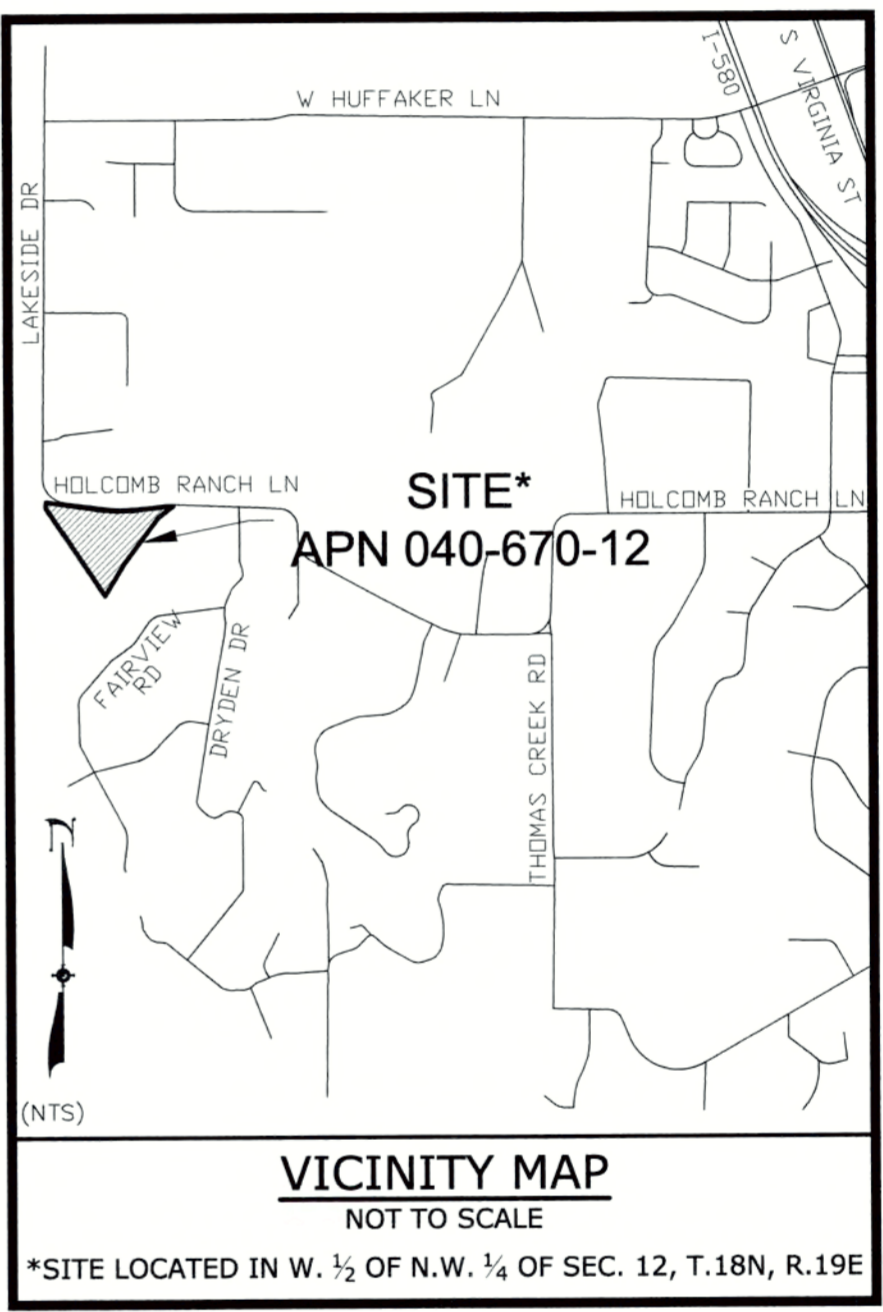 W HUFFAKER LN
I-580
S VIRGINIA ST
LAKESIDE DR
HOLCOMB RANCH LN
SITE*
APN 040-670-12
HOLCOMB RANCH LN
FAIRVIEW
RD
DRYDEN DR
THOMAS CREEK RD
Z
(NTS)
VICINITY MAP
NOT TO SCALE
*SITE LOCATED IN W. ½ OF N.W. ¼ OF SEC. 12, T.18N, R.19E